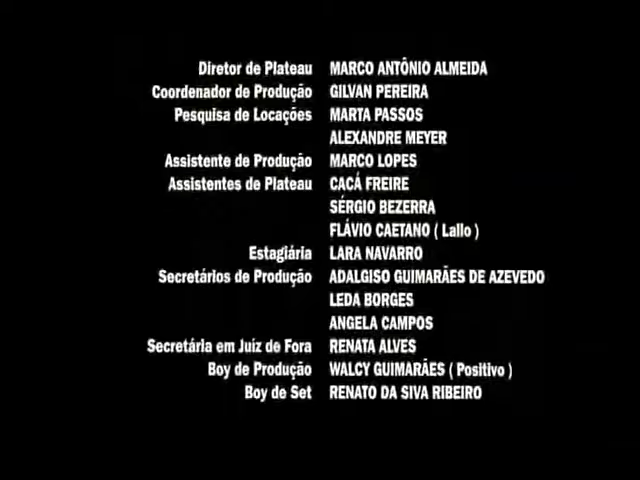 Diretor de Plateau MARCO ANTÔNIO ALMEIDA
Coordenador de Produção GILVAN PEREIRA
Pesquisa de Locações MARTA PASSOS
ALEXANDRE MEYER
Assistente de Produção MARCO LOPES
Assistentes de Plateau CACÁ FREIRE
SÉRGIO BEZERRA
FLÁVIO CAETANO ( Lallo )
Estagiária LARA NAVARRO
Secretários de Produção ADALGISO GUIMARÃES DE AZEVEDO
LEDA BORGES
ANGELA CAMPOS
Secretária em Juíz de Fora RENATA ALVES
Boy de Produção WALCY GUIMARÃES ( Positivo )
Boy de Set RENATO DA SIVA RIBEIRO